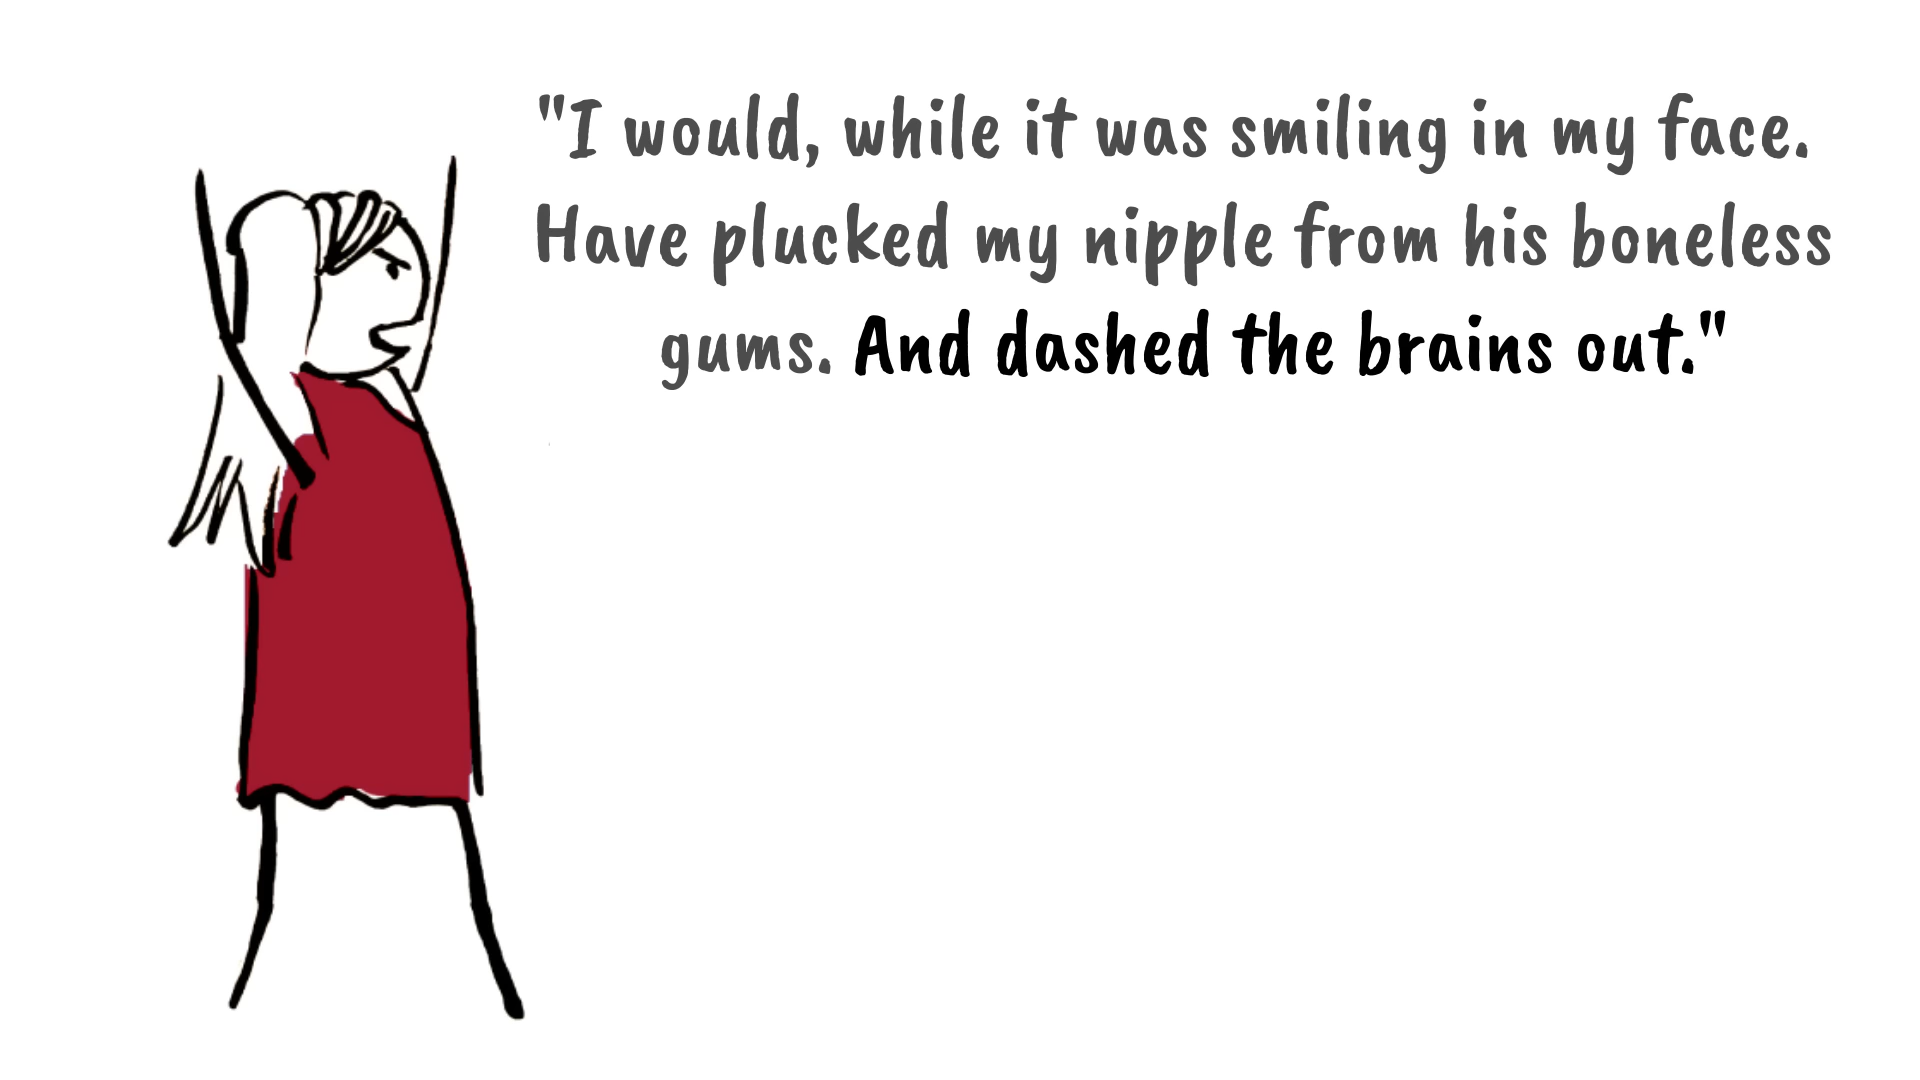 "I would, while it was smiling in my face.
Have plucked my nipple from his boneless
gums. And dashed the brains out."